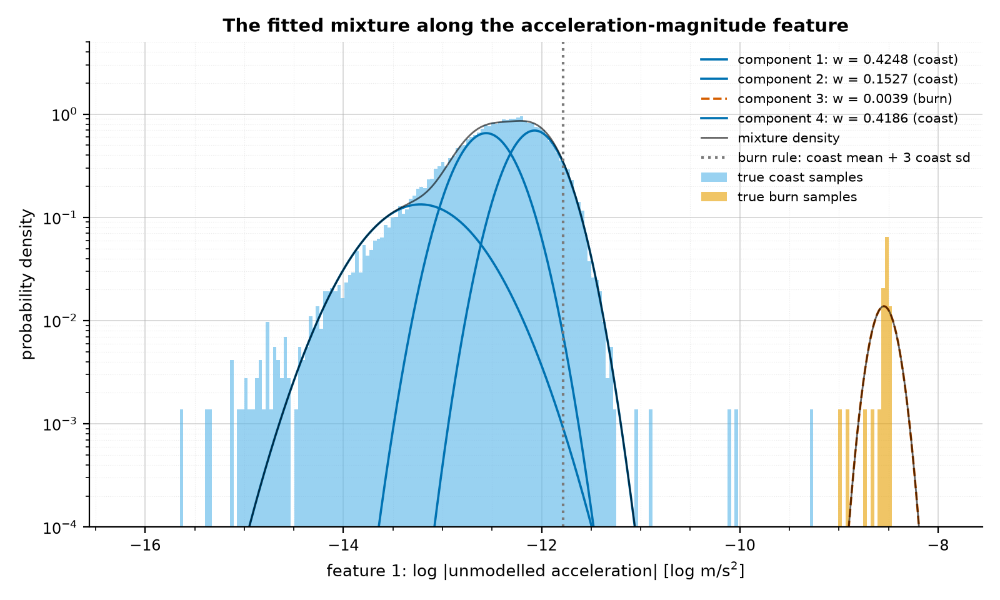 The fitted mixture along the acceleration-magnitude feature
component 1: w = 0.4248 (coast)
component 2: w = 0.1527 (coast)
component 3: w = 0.0039 (burn)
component 4: w = 0.4186 (coast)
mixture density
burn rule: coast mean + 3 coast sd
true coast samples
true burn samples
probability density
10⁰
10⁻¹
10⁻²
10⁻³
10⁻⁴
−16
−14
−12
−10
−8
feature 1: log |unmodelled acceleration| [log m/s²]